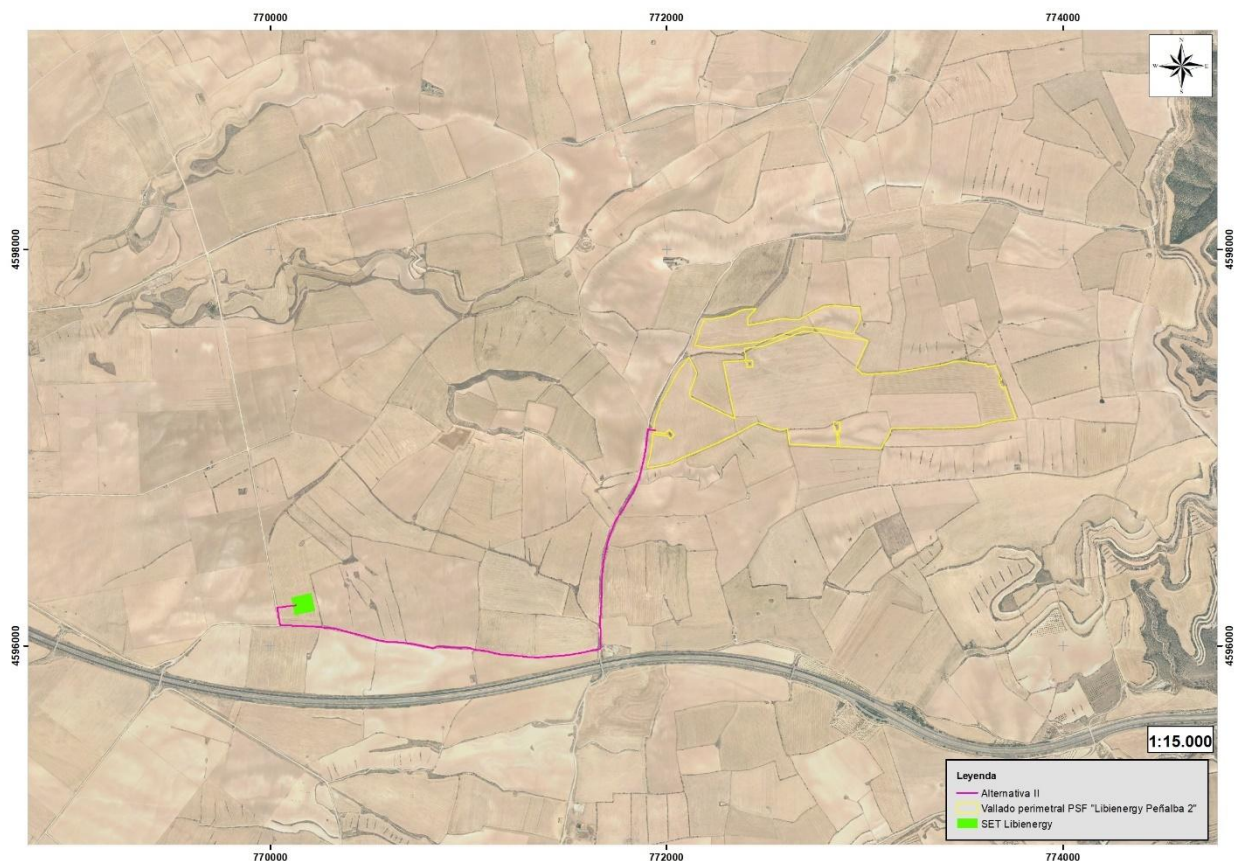 770000
772000
774000
N
W
E
S
4598000
4598000
4596000
4596000
1:15.000
Leyenda
Alternativa II
Vallado perimetral PSF "Libienergy Peñalba 2"
SET Libienergy
770000
772000
774000